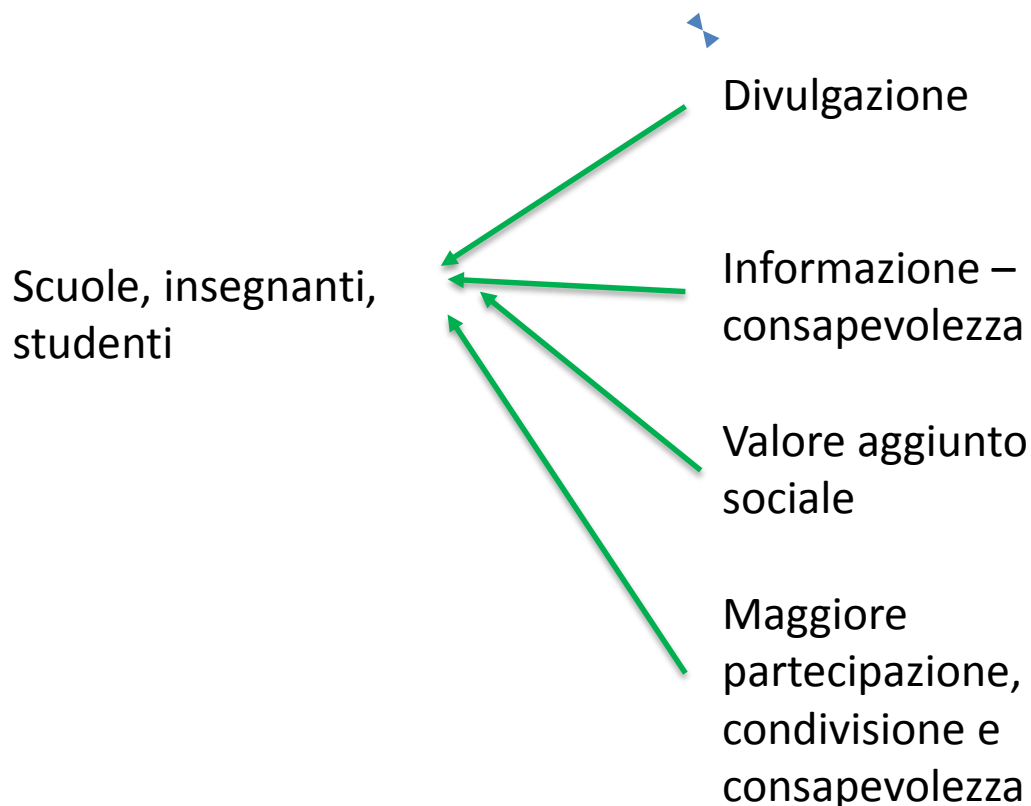 Divulgazione
Scuole, insegnanti,
studenti
Informazione –
consapevolezza
Valore aggiunto
sociale
Maggiore
partecipazione,
condivisione e
consapevolezza